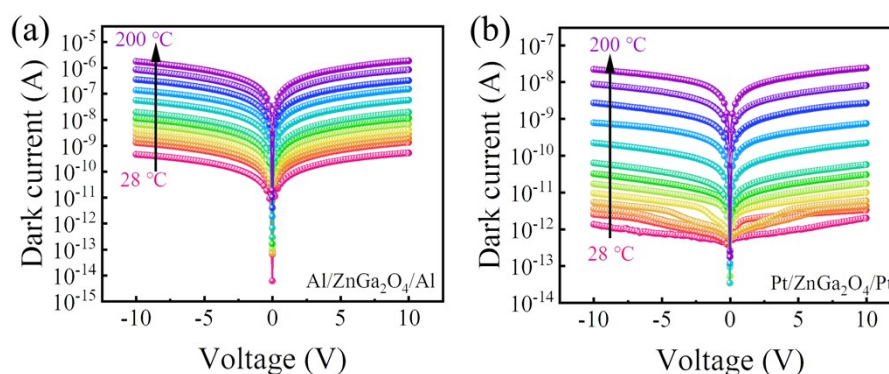 (a)
Dark current (A)
10⁻⁵
10⁻⁶
10⁻⁷
10⁻⁸
10⁻⁹
10⁻¹⁰
10⁻¹¹
10⁻¹²
10⁻¹³
10⁻¹⁴
10⁻¹⁵
200 °C
28 °C
Al/ZnGa₂O₄/Al
-10 -5 0 5 10
Voltage (V)
(b)
Dark current (A)
10⁻⁷
10⁻⁸
10⁻⁹
10⁻¹⁰
10⁻¹¹
10⁻¹²
10⁻¹³
10⁻¹⁴
200 °C
28 °C
Pt/ZnGa₂O₄/Pt
-10 -5 0 5 10
Voltage (V)